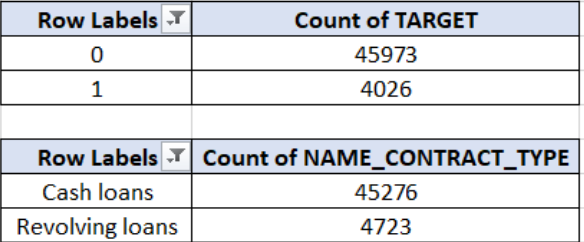 Row Labels Count of TARGET
0 45973
1 4026
Row Labels Count of NAME_CONTRACT_TYPE
Cash loans 45276
Revolving loans 4723